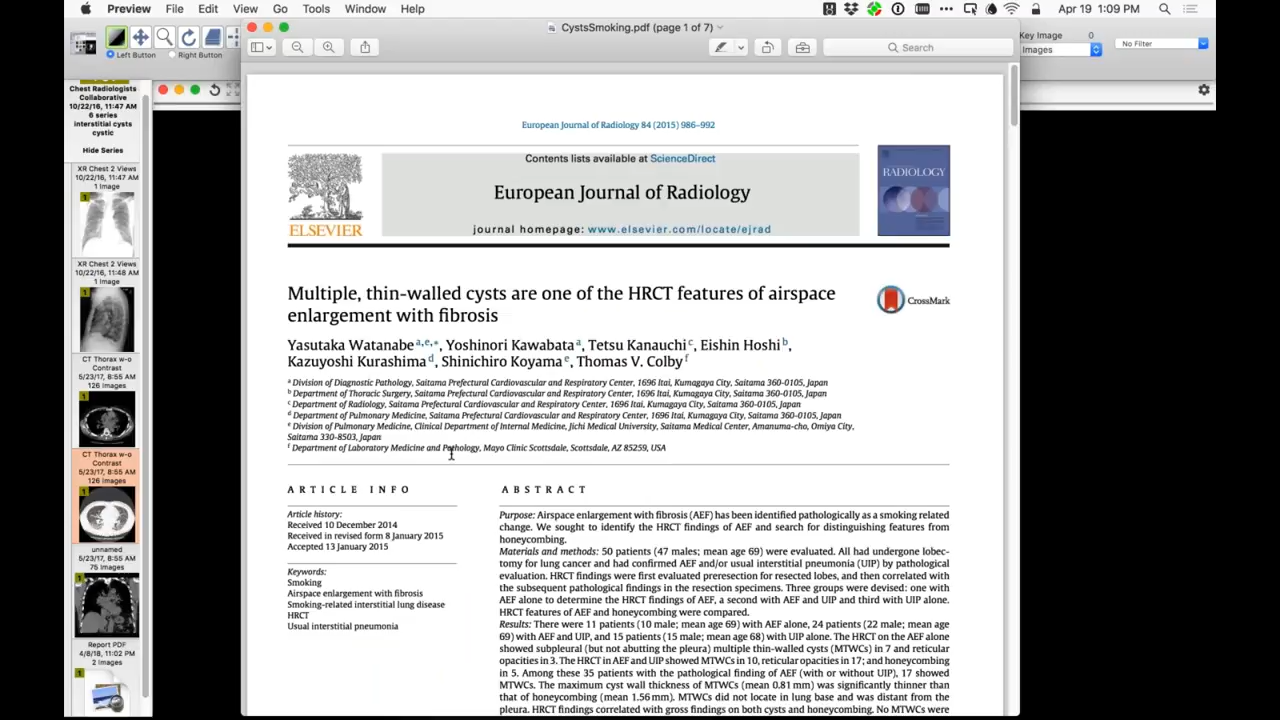 Preview File Edit View Go Tools Window Help
Apr 19 1:09 PM
CystsSmoking.pdf (page 1 of 7)
Search
Left Button Right Button
Key Image 0
Images
No Filter
Chest Radiologists
Collaborative
10/22/16, 11:47 AM
6 series
interstitial cysts
cystic
Hide Series
XR Chest 2 Views
10/22/16, 11:47 AM
1 Image
1
XR Chest 2 Views
10/22/16, 11:48 AM
1 Image
1
CT Thorax w-o
Contrast
5/23/17, 8:55 AM
126 Images
1
CT Thorax w-o
Contrast
5/23/17, 8:55 AM
126 Images
1
unnamed
5/23/17, 8:55 AM
75 Images
1
Report PDF
4/8/18, 11:02 PM
2 Images
1
European Journal of Radiology 84 (2015) 986–992
Contents lists available at ScienceDirect
European Journal of Radiology
journal homepage: www.elsevier.com/locate/ejrad
ELSEVIER
RADIOLOGY
Multiple, thin-walled cysts are one of the HRCT features of airspace
enlargement with fibrosis
CrossMark
Yasutaka Watanabe a,e,*, Yoshinori Kawabata a, Tetsu Kanauchi c, Eishin Hoshi b,
Kazuyoshi Kurashima d, Shinichiro Koyama e, Thomas V. Colby f
a Division of Diagnostic Pathology, Saitama Prefectural Cardiovascular and Respiratory Center, 1696 Itai, Kumagaya City, Saitama 360-0105, Japan
b Department of Thoracic Surgery, Saitama Prefectural Cardiovascular and Respiratory Center, 1696 Itai, Kumagaya City, Saitama 360-0105, Japan
c Department of Radiology, Saitama Prefectural Cardiovascular and Respiratory Center, 1696 Itai, Kumagaya City, Saitama 360-0105, Japan
d Department of Pulmonary Medicine, Saitama Prefectural Cardiovascular and Respiratory Center, 1696 Itai, Kumagaya City, Saitama 360-0105, Japan
e Division of Pulmonary Medicine, Clinical Department of Internal Medicine, Jichi Medical University, Saitama Medical Center, Amanuma-cho, Omiya City,
Saitama 330-8503, Japan
f Department of Laboratory Medicine and Pathology, Mayo Clinic Scottsdale, Scottsdale, AZ 85259, USA
ARTICLE INFO
Article history:
Received 10 December 2014
Received in revised form 8 January 2015
Accepted 13 January 2015
Keywords:
Smoking
Airspace enlargement with fibrosis
Smoking-related interstitial lung disease
HRCT
Usual interstitial pneumonia
ABSTRACT
Purpose: Airspace enlargement with fibrosis (AEF) has been identified pathologically as a smoking related
change. We sought to identify the HRCT findings of AEF and search for distinguishing features from
honeycombing.
Materials and methods: 50 patients (47 males; mean age 69) were evaluated. All had undergone lobec-
tomy for lung cancer and had confirmed AEF and/or usual interstitial pneumonia (UIP) by pathological
evaluation. HRCT findings were first evaluated preresection for resected lobes, and then correlated with
the subsequent pathological findings in the resection specimens. Three groups were devised: one with
AEF alone to determine the HRCT findings of AEF, a second with AEF and UIP and third with UIP alone.
HRCT features of AEF and honeycombing were compared.
Results: There were 11 patients (10 male; mean age 69) with AEF alone, 24 patients (22 male; mean age
69) with AEF and UIP, and 15 patients (15 male; mean age 68) with UIP alone. The HRCT on the AEF alone
showed subpleural (but not abutting the pleura) multiple thin-walled cysts (MTWCs) in 7 and reticular
opacities in 3. The HRCT in AEF and UIP showed MTWCs in 10, reticular opacities in 17; and honeycombing
in 5. Among these 35 patients with the pathological finding of AEF (with or without UIP), 17 showed
MTWCs. The maximum cyst wall thickness of MTWCs (mean 0.81 mm) was significantly thinner than
that of honeycombing (mean 1.56 mm). MTWCs did not locate in lung base and was distant from the
pleura. HRCT findings correlated with gross findings on both cysts and honeycombing. No MTWCs were